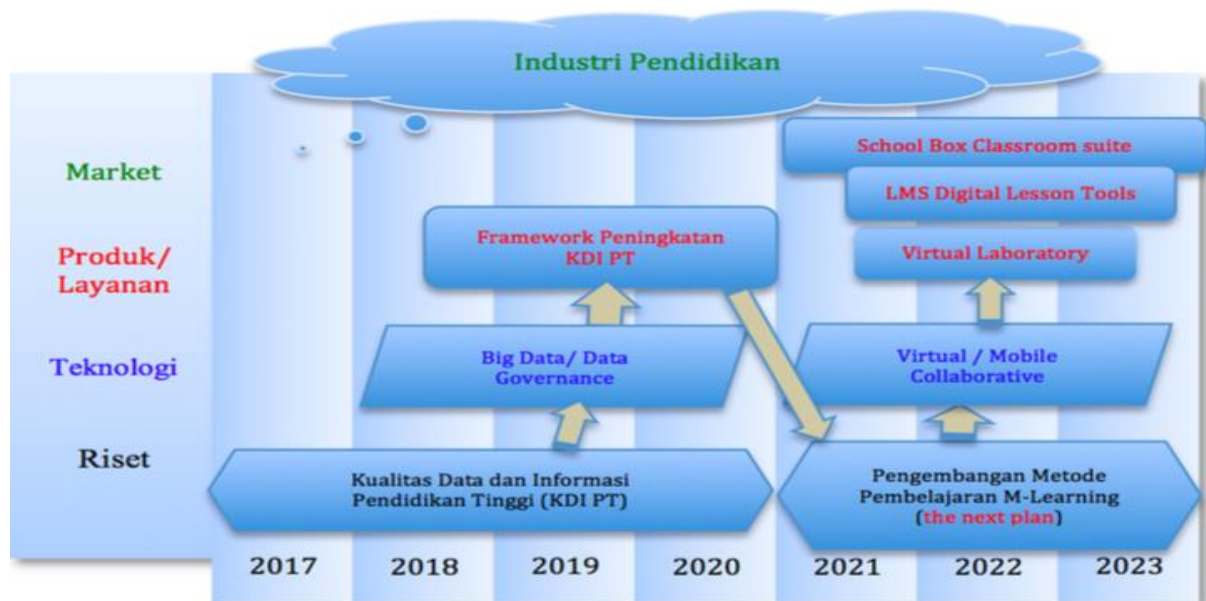 Industri Pendidikan
Market
School Box Classroom suite
LMS Digital Lesson Tools
Produk/
Layanan
Framework Peningkatan
KDI PT
Virtual Laboratory
Teknologi
Big Data/ Data
Governance
Virtual / Mobile
Collaborative
Riset
Kualitas Data dan Informasi
Pendidikan Tinggi (KDI PT)
Pengembangan Metode
Pembelajaran M-Learning
(the next plan)
2017 2018 2019 2020 2021 2022 2023